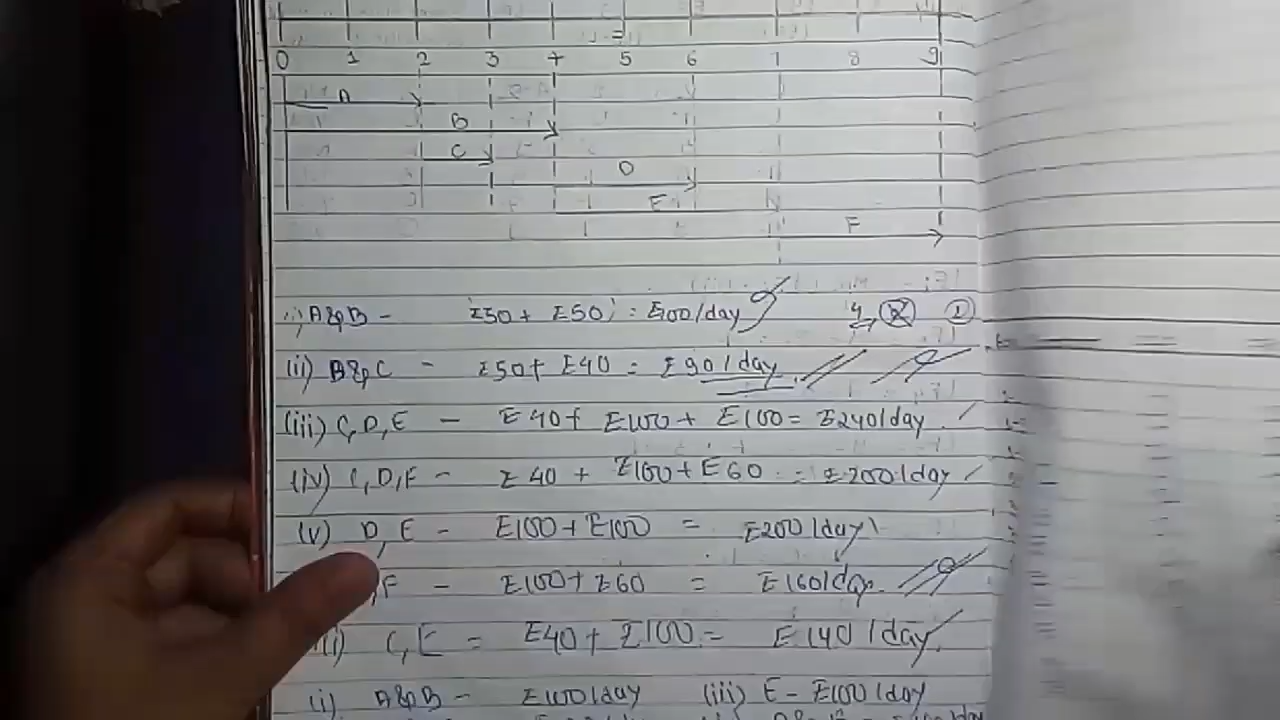 0 1 2 3 4 5 6 7 8 9
A
B
C
D
E
F
(i) A&B - £50 + £50 = £100/day
(ii) B&C - £50 + £40 = £90/day
(iii) C,D,E - £40 + £100 + £100 = £240/day
(iv) C,D,F - £40 + £100 + £60 = £200/day
(v) D,E - £100 + £100 = £200/day
,F - £100 + £60 = £160/day
C,E = £40 + £100 = £140/day
(i) A&B - £100/day (iii) E - £100/day